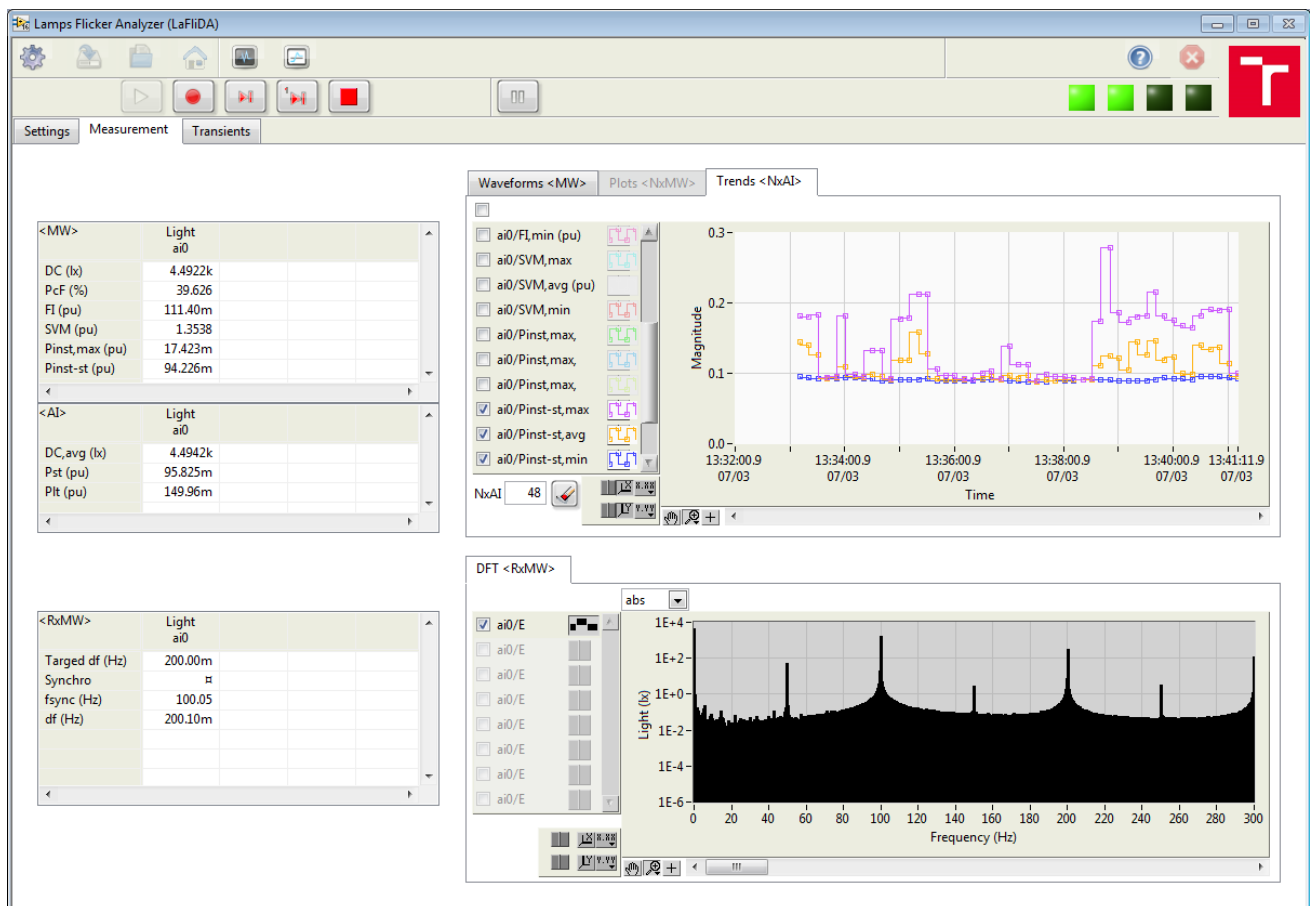 Lamps Flicker Analyzer (LaFliDA)
Settings Measurement Transients
<MW> Light
ai0
DC (lx) 4.4922k
PcF (%) 39.626
FI (pu) 111.40m
SVM (pu) 1.3538
Pinst,max (pu) 17.423m
Pinst-st (pu) 94.226m
<AI> Light
ai0
DC,avg (lx) 4.4942k
Pst (pu) 95.825m
Plt (pu) 149.96m
Waveforms <MW> Plots <NxMW> Trends <NxAI>
ai0/FI,min (pu)
ai0/SVM,max
ai0/SVM,avg (pu)
ai0/SVM,min
ai0/Pinst,max,
ai0/Pinst,max,
ai0/Pinst,max,
ai0/Pinst-st,max
ai0/Pinst-st,avg
ai0/Pinst-st,min
NxAI 48
Magnitude
0.3
0.2
0.1
0.0
13:32:00.9 13:34:00.9 13:36:00.9 13:38:00.9 13:40:00.9 13:41:11.9
07/03 07/03 07/03 07/03 07/03 07/03
Time
<RxMW> Light
ai0
Targed df (Hz) 200.00m
Synchro ¤
fsync (Hz) 100.05
df (Hz) 200.10m
DFT <RxMW>
abs
ai0/E
ai0/E
ai0/E
ai0/E
ai0/E
ai0/E
ai0/E
ai0/E
Light (lx)
1E+4
1E+2
1E+0
1E-2
1E-4
1E-6
0 20 40 60 80 100 120 140 160 180 200 220 240 260 280 300
Frequency (Hz)